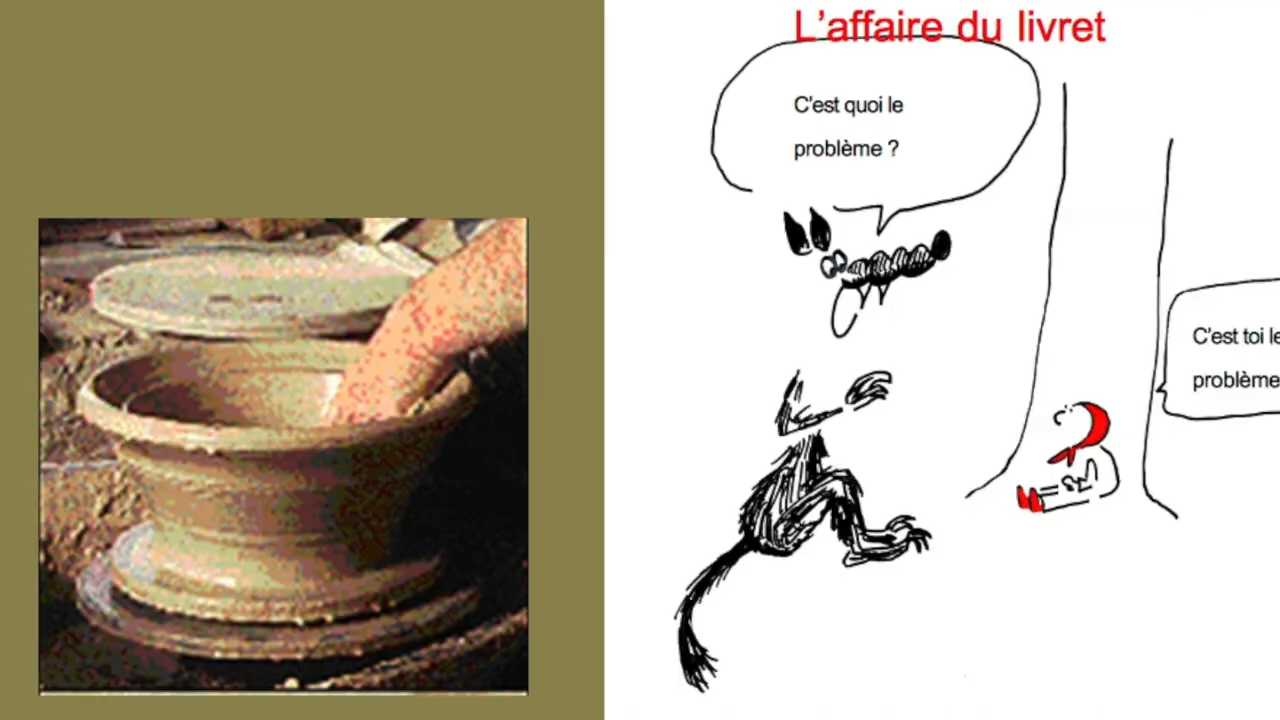 L'affaire du livret
C'est quoi le
problème ?
C'est toi le
problème